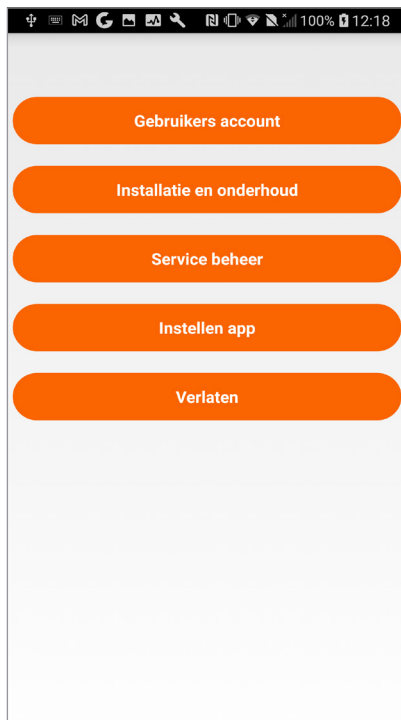 100% 12:18
Gebruikers account
Installatie en onderhoud
Service beheer
Instellen app
Verlaten